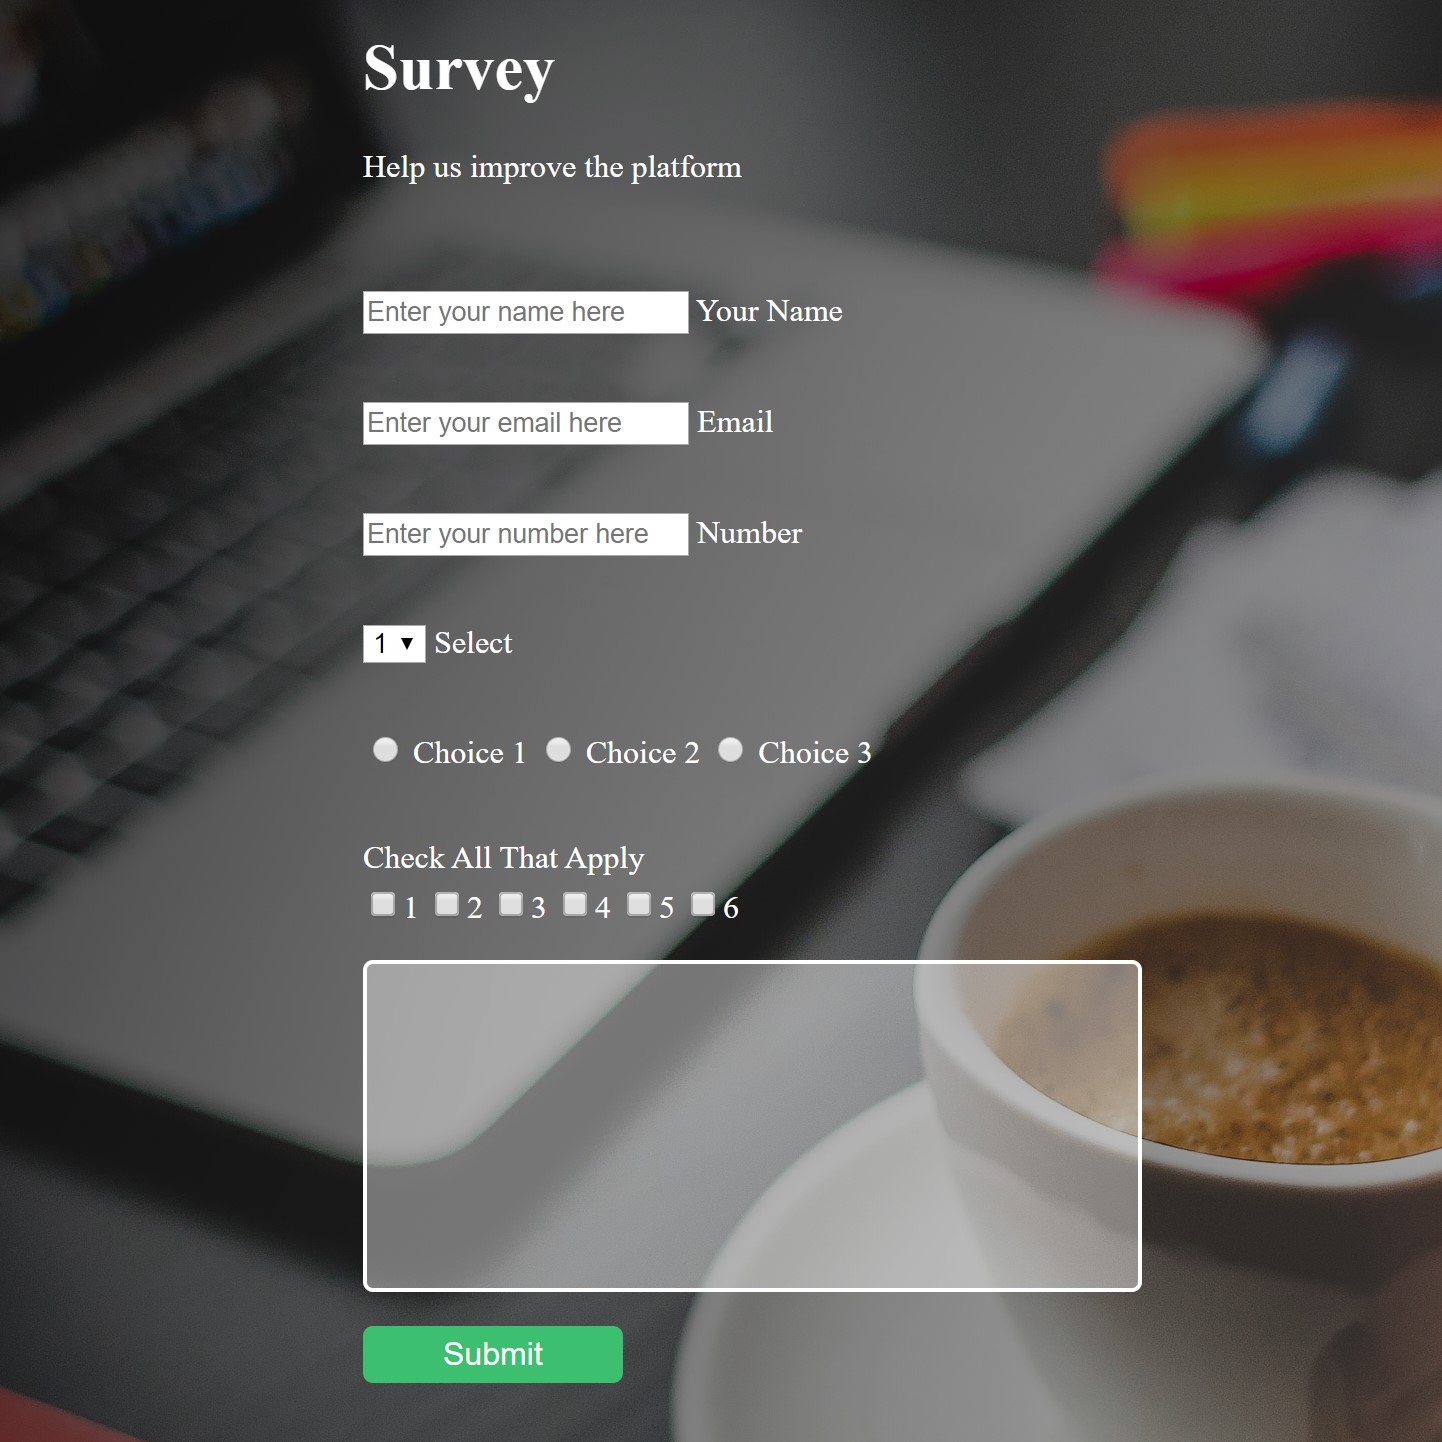 Survey
Help us improve the platform
Enter your name here Your Name
Enter your email here Email
Enter your number here Number
1 Select
Choice 1 Choice 2 Choice 3
Check All That Apply
1 2 3 4 5 6
Submit